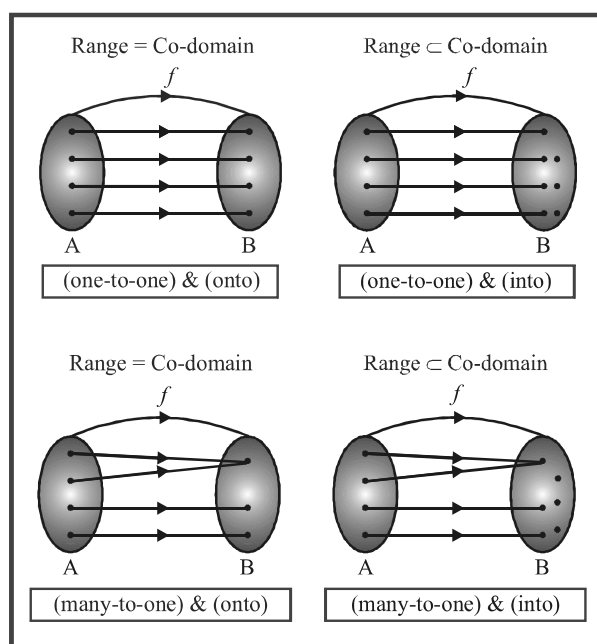 Range = Co-domain
f
A B
(one-to-one) & (onto)
Range ⊂ Co-domain
f
A B
(one-to-one) & (into)
Range = Co-domain
f
A B
(many-to-one) & (onto)
Range ⊂ Co-domain
f
A B
(many-to-one) & (into)